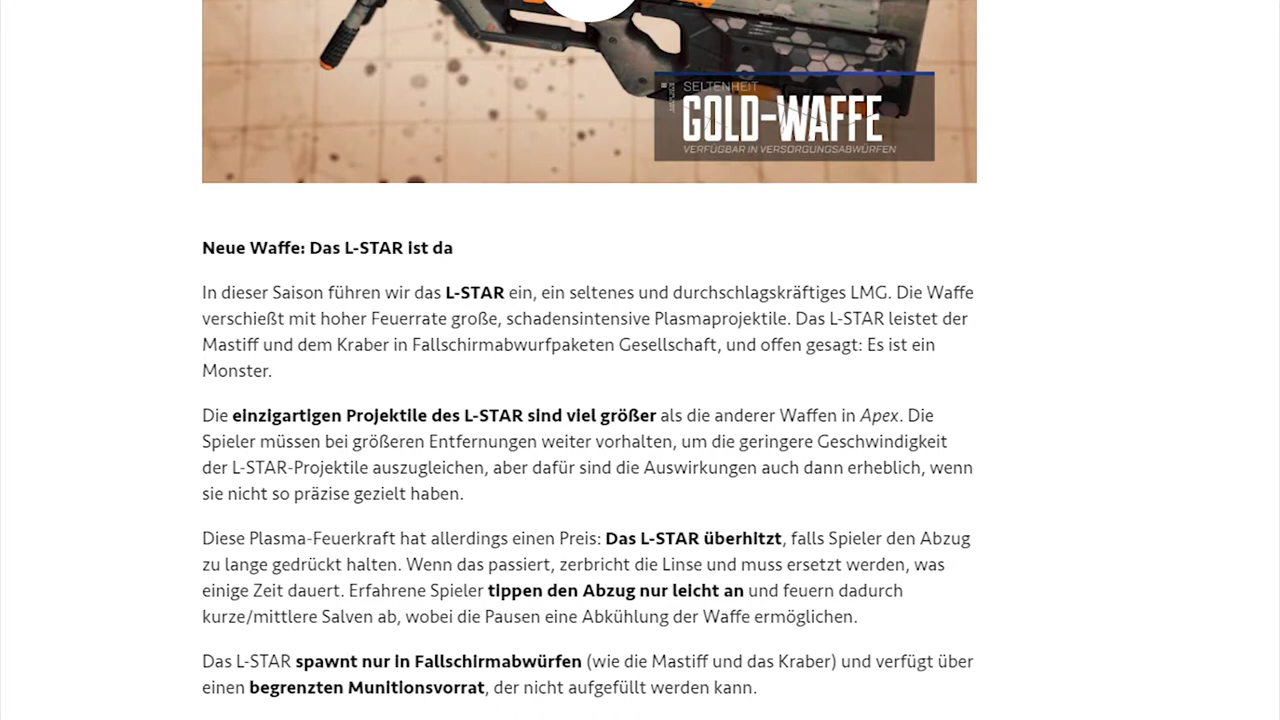 SELTENHEIT
GOLD-WAFFE
VERFÜGBAR IN VERSORGUNGSABWÜRFEN
Neue Waffe: Das L-STAR ist da
In dieser Saison führen wir das L-STAR ein, ein seltenes und durchschlagskräftiges LMG. Die Waffe
verschießt mit hoher Feuerrate große, schadensintensive Plasmaprojektile. Das L-STAR leistet der
Mastiff und dem Kraber in Fallschirmabwurfpaketen Gesellschaft, und offen gesagt: Es ist ein
Monster.
Die einzigartigen Projektile des L-STAR sind viel größer als die anderer Waffen in Apex. Die
Spieler müssen bei größeren Entfernungen weiter vorhalten, um die geringere Geschwindigkeit
der L-STAR-Projektile auszugleichen, aber dafür sind die Auswirkungen auch dann erheblich, wenn
sie nicht so präzise gezielt haben.
Diese Plasma-Feuerkraft hat allerdings einen Preis: Das L-STAR überhitzt, falls Spieler den Abzug
zu lange gedrückt halten. Wenn das passiert, zerbricht die Linse und muss ersetzt werden, was
einige Zeit dauert. Erfahrene Spieler tippen den Abzug nur leicht an und feuern dadurch
kurze/mittlere Salven ab, wobei die Pausen eine Abkühlung der Waffe ermöglichen.
Das L-STAR spawnt nur in Fallschirmabwürfen (wie die Mastiff und das Kraber) und verfügt über
einen begrenzten Munitionsvorrat, der nicht aufgefüllt werden kann.